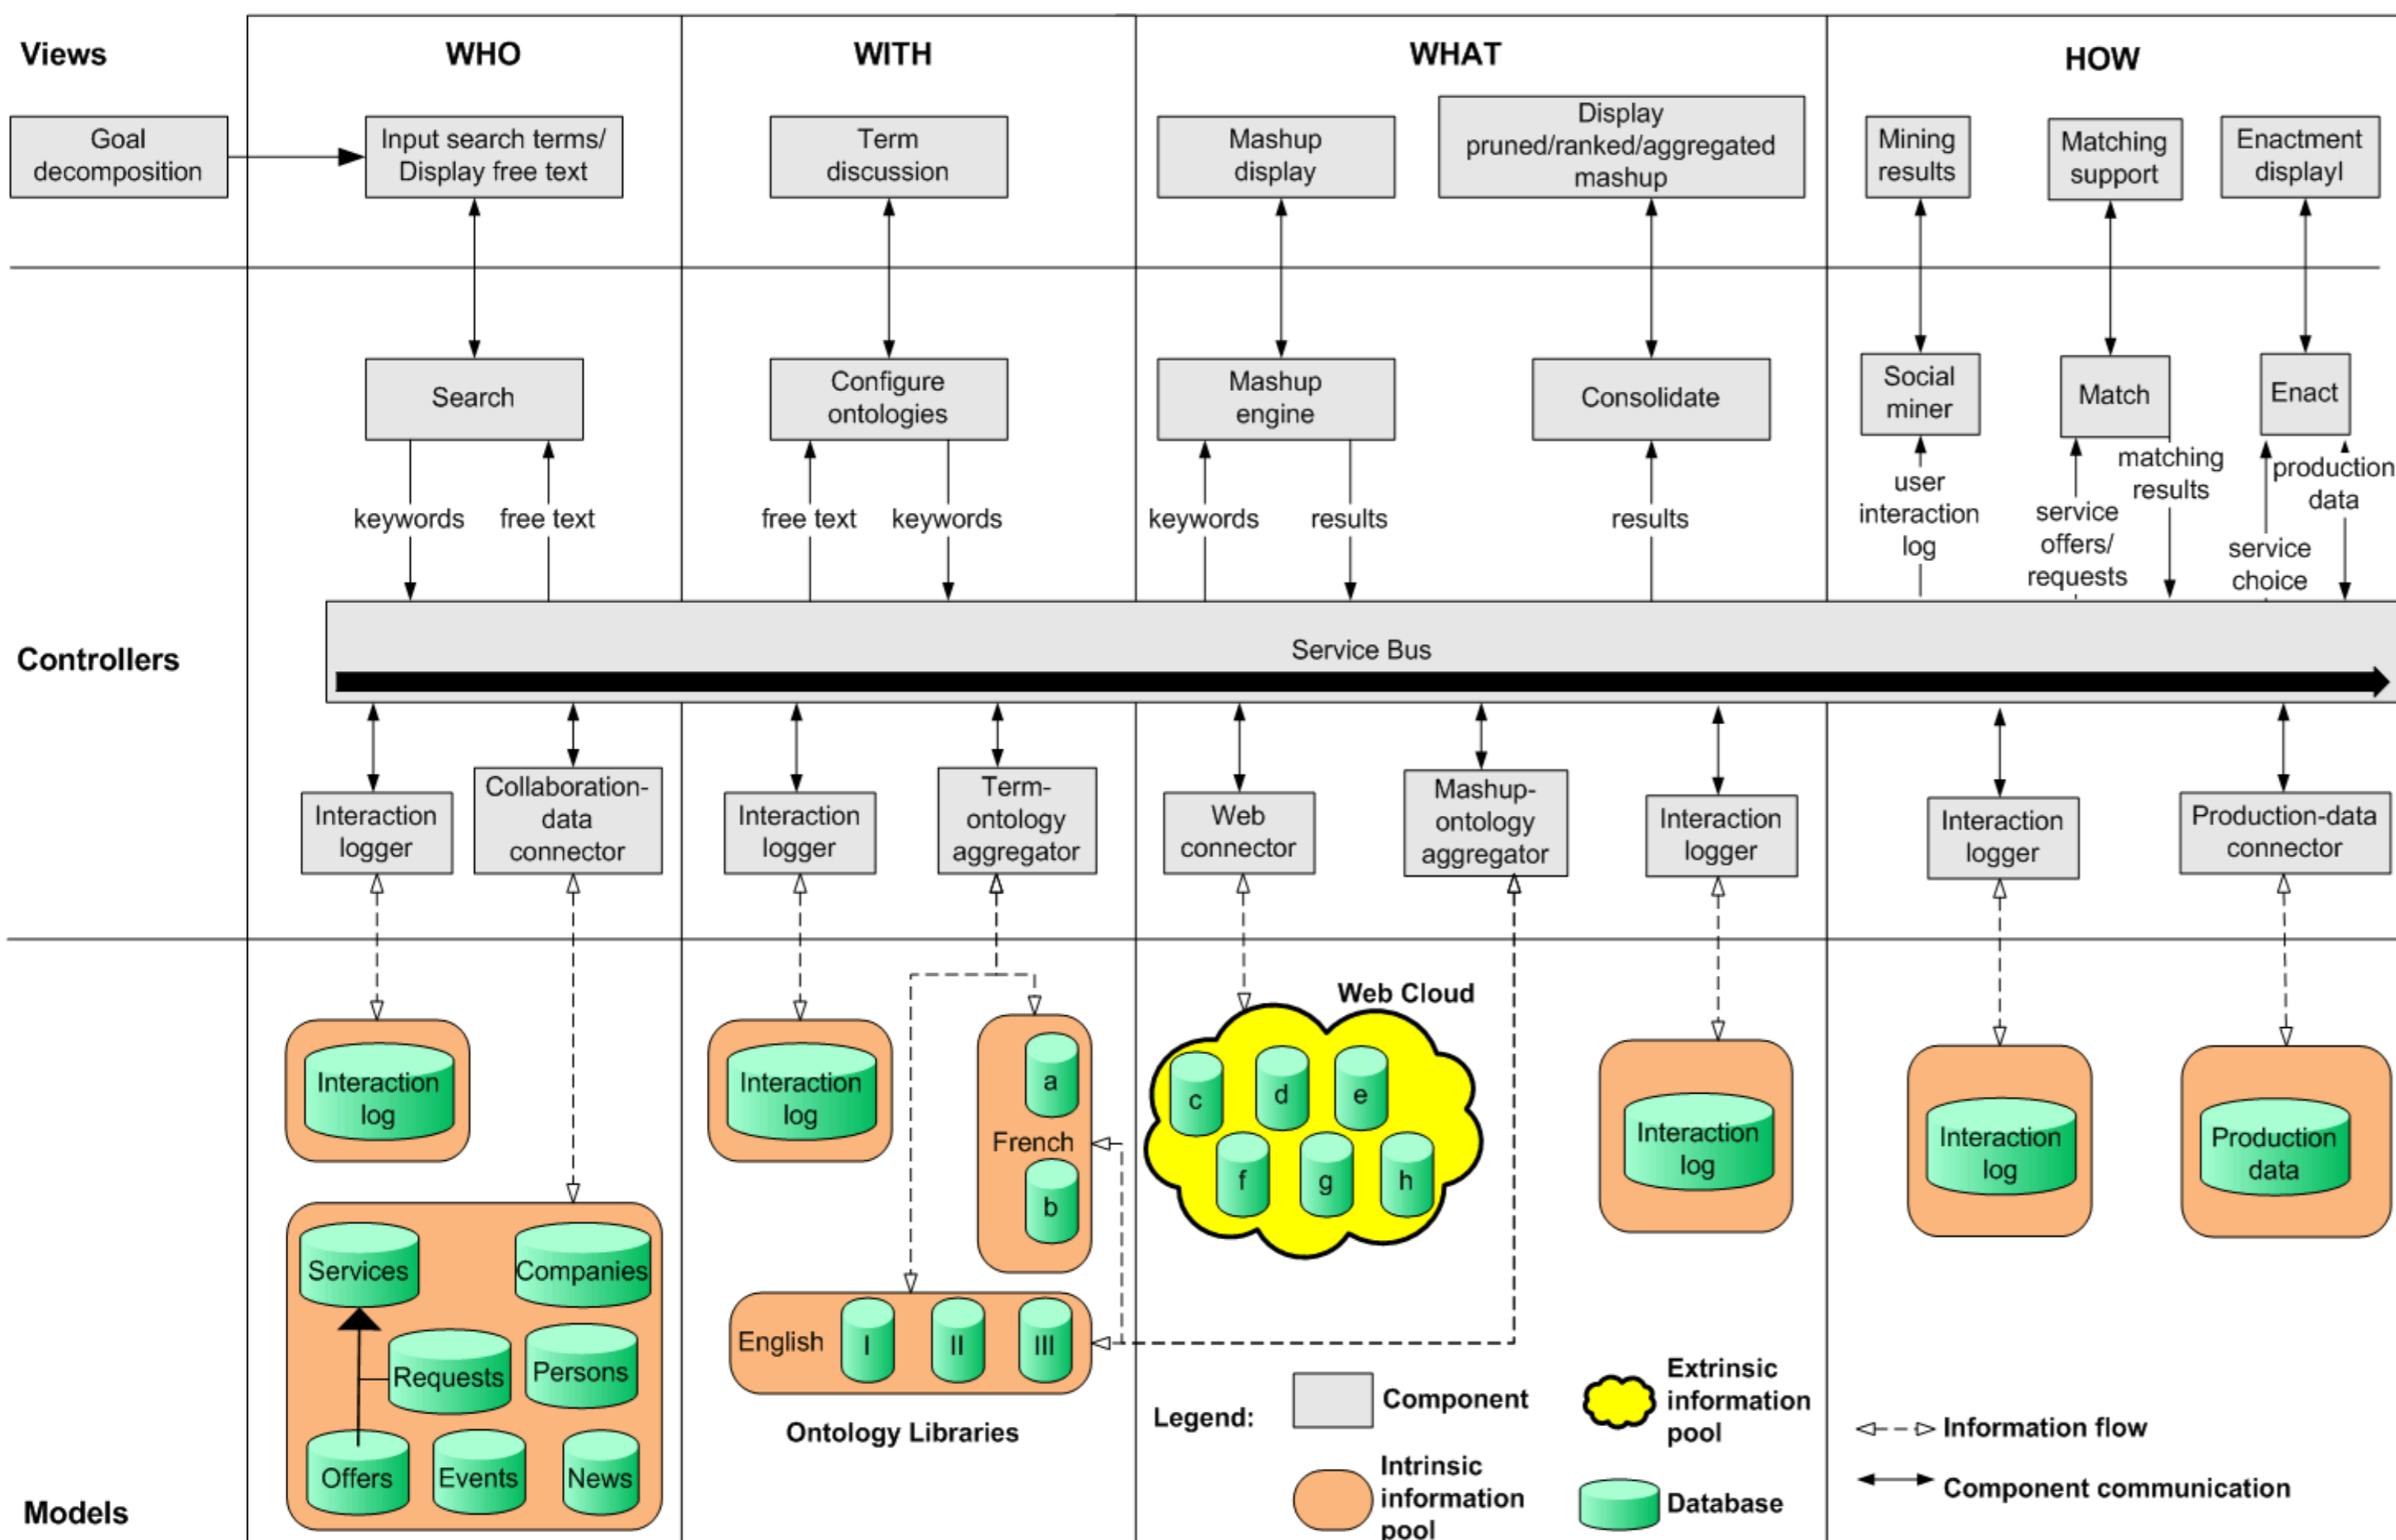 Views
WHO
WITH
WHAT
HOW
Goal
decomposition
Input search terms/
Display free text
Term
discussion
Mashup
display
Display
pruned/ranked/aggregated
mashup
Mining
results
Matching
support
Enactment
displayl
Search
Configure
ontologies
Mashup
engine
Consolidate
Social
miner
Match
Enact
keywords
free text
free text
keywords
keywords
results
results
user
interaction
log
service
offers/
requests
matching
results
service
choice
production
data
Controllers
Service Bus
Interaction
logger
Collaboration-
data
connector
Interaction
logger
Term-
ontology
aggregator
Web
connector
Mashup-
ontology
aggregator
Interaction
logger
Interaction
logger
Production-data
connector
Interaction
log
Interaction
log
a
French
b
Web Cloud
c
d
e
f
g
h
Interaction
log
Interaction
log
Production
data
Services
Companies
Requests
Persons
Offers
Events
News
English
I
II
III
Ontology Libraries
Models
Legend:
Component
Extrinsic
information
pool
Intrinsic
information
pool
Database
Information flow
Component communication